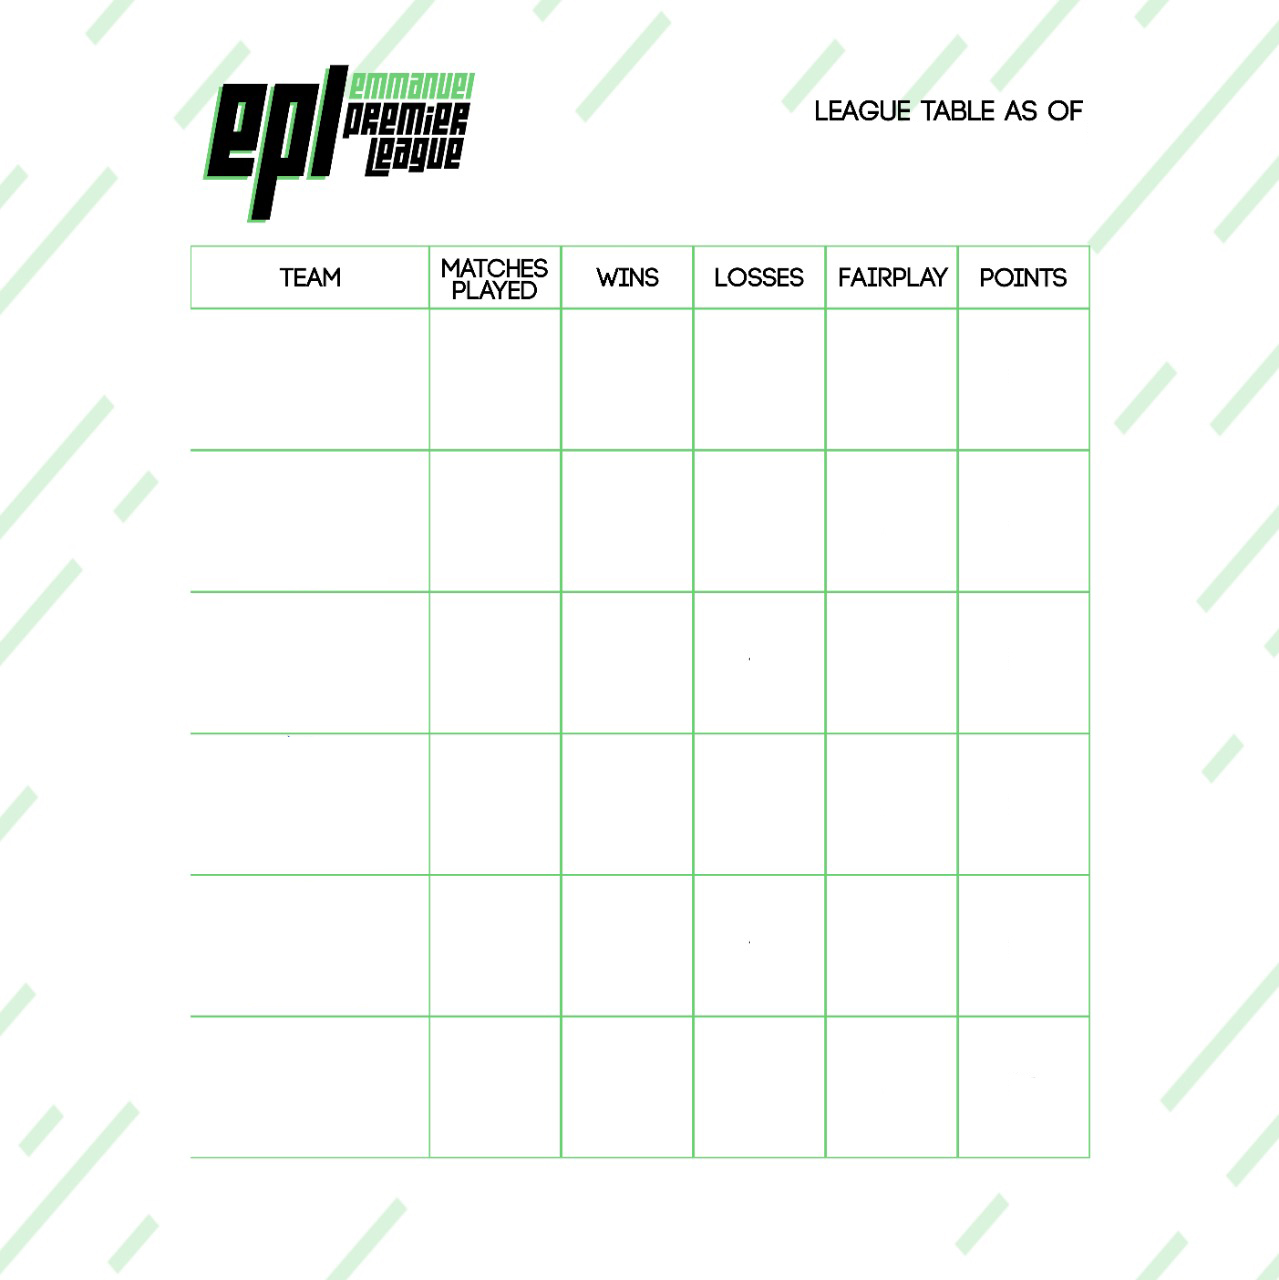 epl
emmanuel
PREMIER
LEAGUE
LEAGUE TABLE AS OF
TEAM
MATCHES
PLAYED
WINS
LOSSES
FAIRPLAY
POINTS